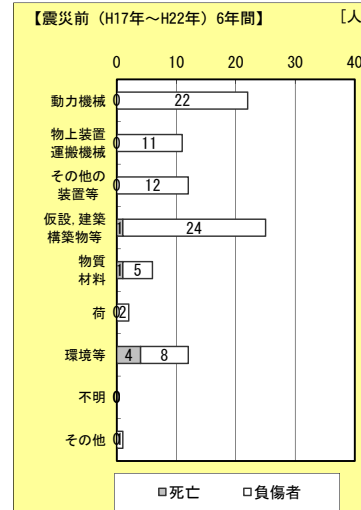 【震災前（H17年～H22年）6年間】 [人
0 10 20 30 40
動力機械 0 22
物上装置
運搬機械 0 11
その他の
装置等 0 12
仮設,建築
構築物等 1 24
物質
材料 1 5
荷 0 2
環境等 4 8
不明 0
その他 0 1
死亡 負傷者